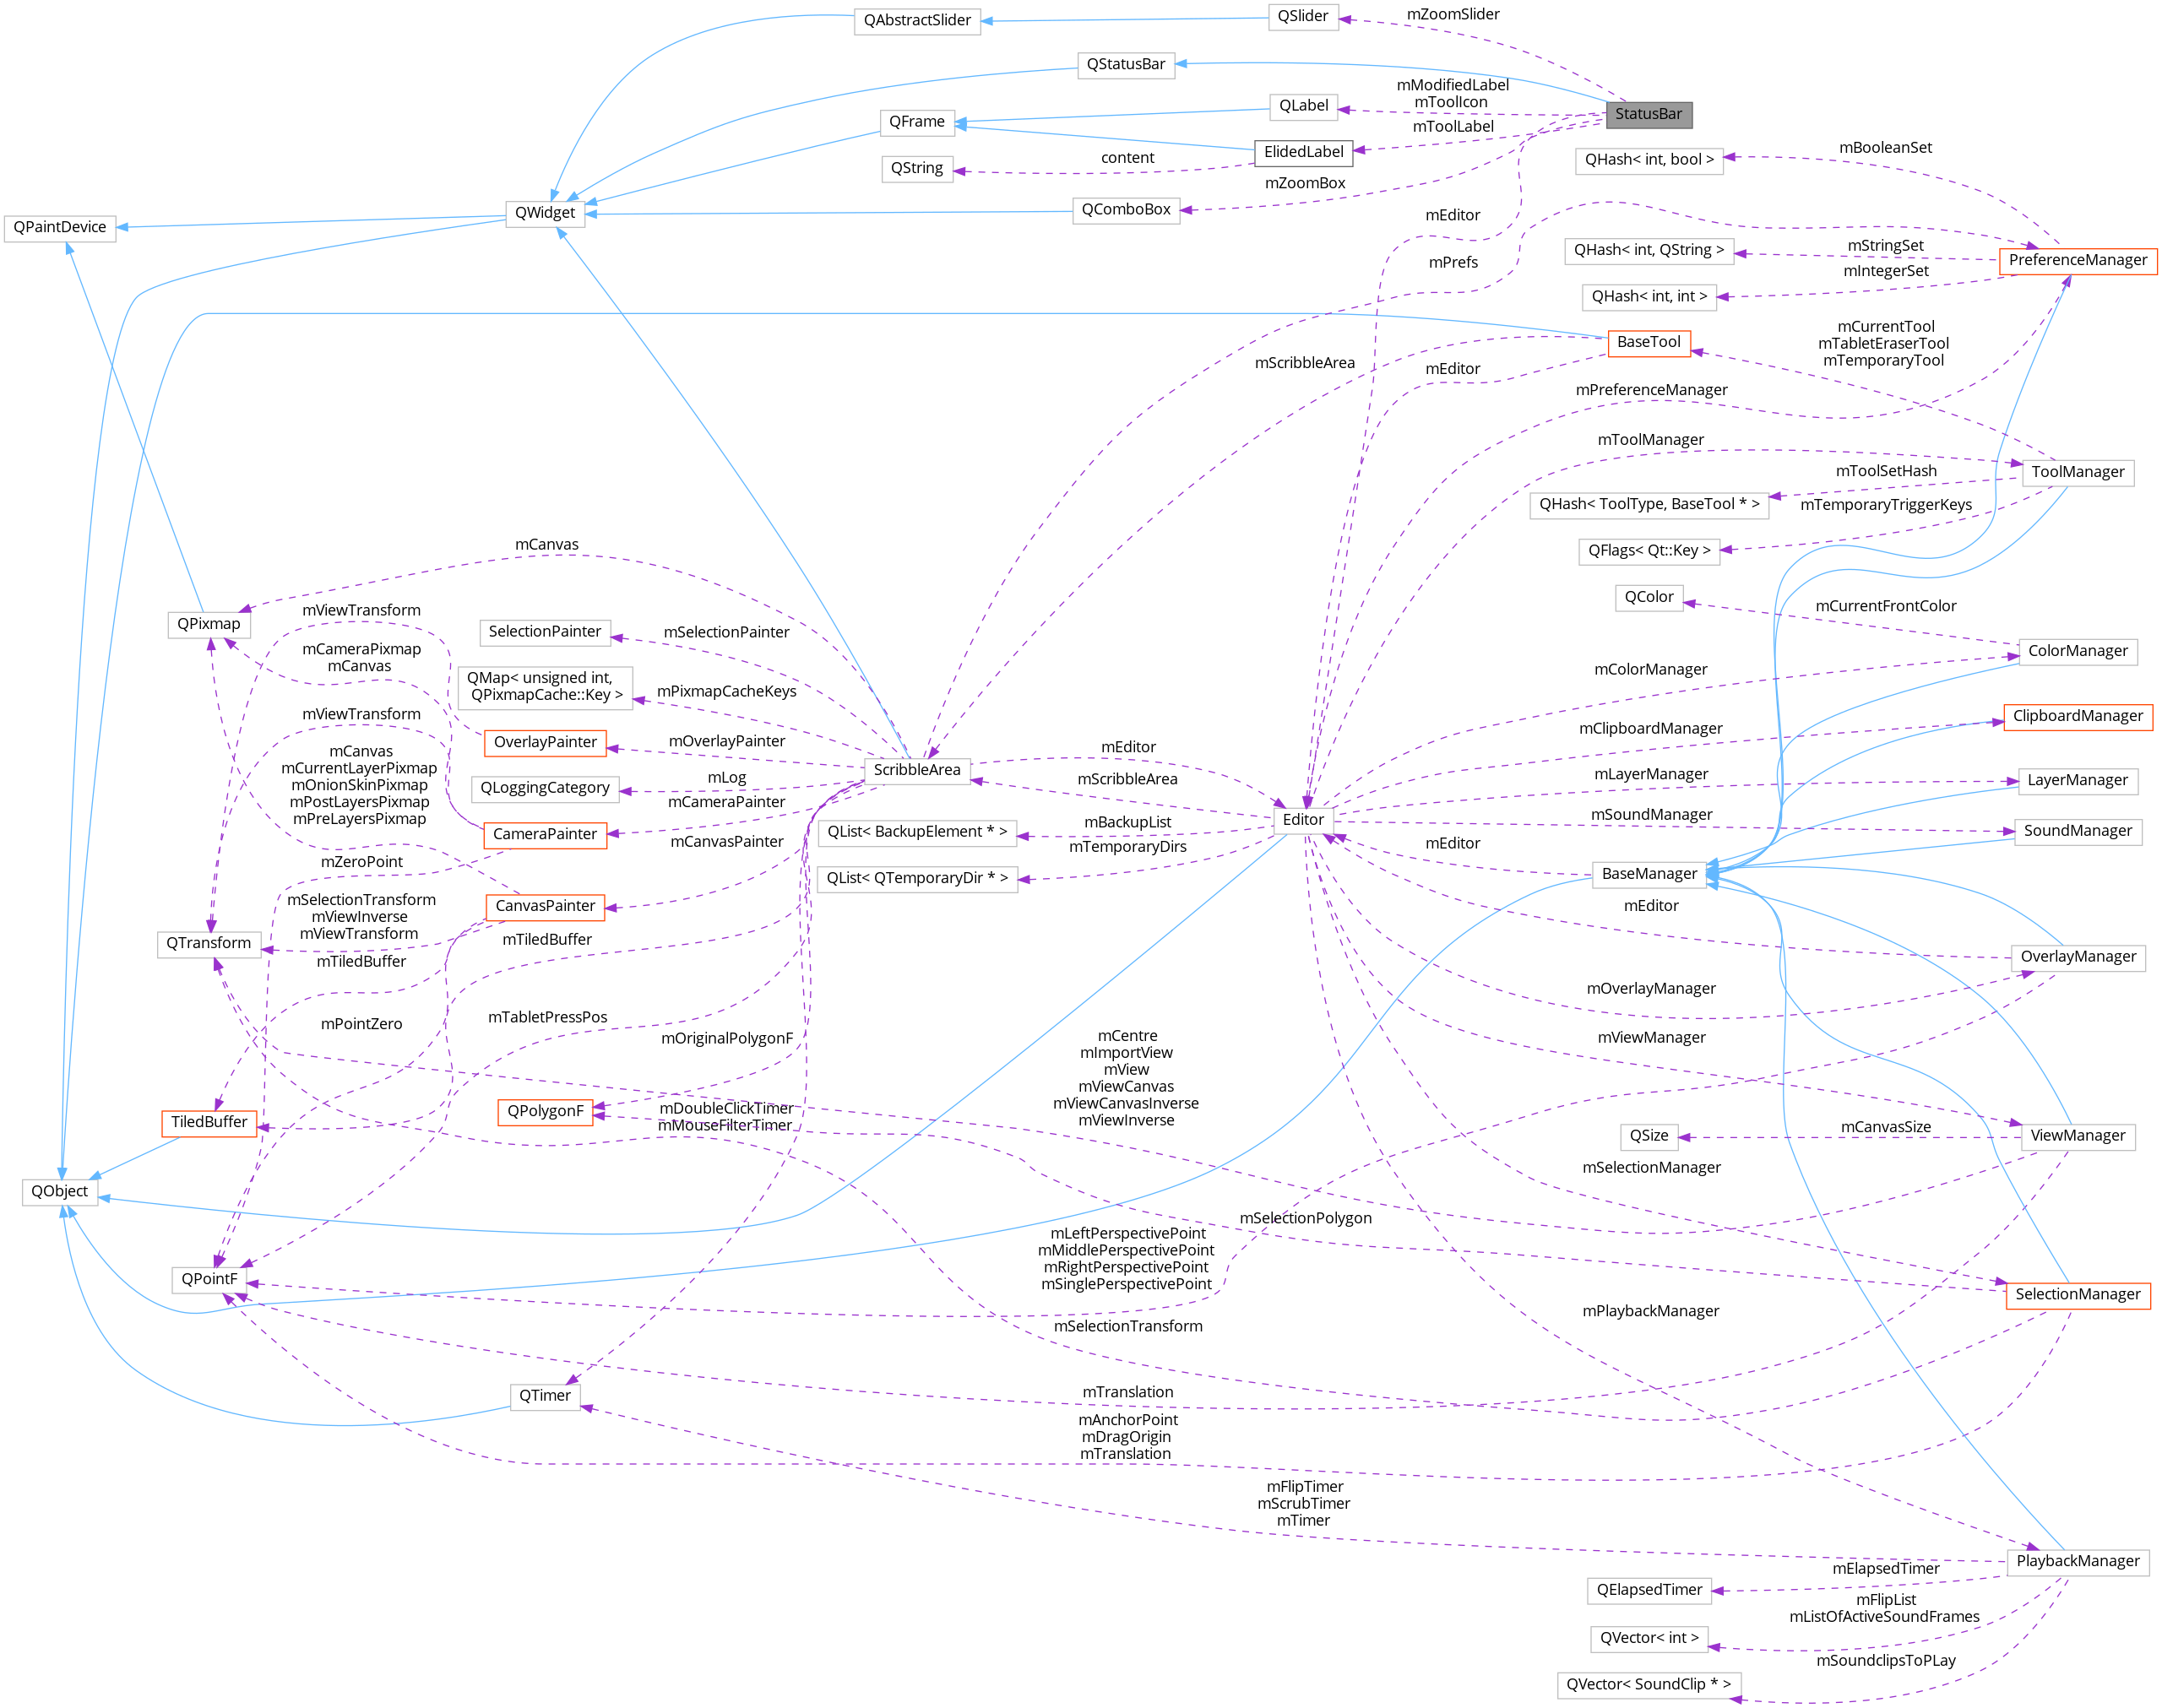 QAbstractSlider
QSlider
mZoomSlider
QStatusBar
mModifiedLabel
mToolIcon
QLabel
StatusBar
QFrame
mToolLabel
ElidedLabel
QString
content
mZoomBox
QHash< int, bool >
mBooleanSet
QWidget
QComboBox
mEditor
QPaintDevice
mPrefs
QHash< int, QString >
mStringSet
PreferenceManager
mIntegerSet
QHash< int, int >
mScribbleArea
mEditor
BaseTool
mCurrentTool
mTabletEraserTool
mTemporaryTool
mPreferenceManager
mToolManager
ToolManager
mToolSetHash
QHash< ToolType, BaseTool * >
mTemporaryTriggerKeys
QFlags< Qt::Key >
mCanvas
QColor
mCurrentFrontColor
mViewTransform
QPixmap
SelectionPainter
mSelectionPainter
mCameraPixmap
mCanvas
ColorManager
mColorManager
QMap< unsigned int,
QPixmapCache::Key >
mPixmapCacheKeys
mViewTransform
ClipboardManager
mClipboardManager
OverlayPainter
mOverlayPainter
mEditor
mCanvas
mCurrentLayerPixmap
mOnionSkinPixmap
mPostLayersPixmap
mPreLayersPixmap
ScribbleArea
mScribbleArea
mLayerManager
LayerManager
QLoggingCategory
mLog
mCameraPainter
CameraPainter
mSoundManager
SoundManager
Editor
mBackupList
QList< BackupElement * >
mTemporaryDirs
QList< QTemporaryDir * >
mCanvasPainter
mEditor
BaseManager
mZeroPoint
CanvasPainter
mSelectionTransform
mViewInverse
mViewTransform
QTransform
mTiledBuffer
mTiledBuffer
mEditor
OverlayManager
mOverlayManager
mPointZero
mTabletPressPos
mOriginalPolygonF
mCentre
mImportView
mView
mViewCanvas
mViewCanvasInverse
mViewInverse
mViewManager
TiledBuffer
QPolygonF
mDoubleClickTimer
mMouseFilterTimer
QSize
mCanvasSize
ViewManager
QObject
mSelectionManager
mSelectionPolygon
mLeftPerspectivePoint
mMiddlePerspectivePoint
mRightPerspectivePoint
mSinglePerspectivePoint
QPointF
SelectionManager
mSelectionTransform
mPlaybackManager
QTimer
mTranslation
mAnchorPoint
mDragOrigin
mTranslation
mFlipTimer
mScrubTimer
mTimer
PlaybackManager
mElapsedTimer
QElapsedTimer
mFlipList
mListOfActiveSoundFrames
QVector< int >
mSoundclipsToPLay
QVector< SoundClip * >